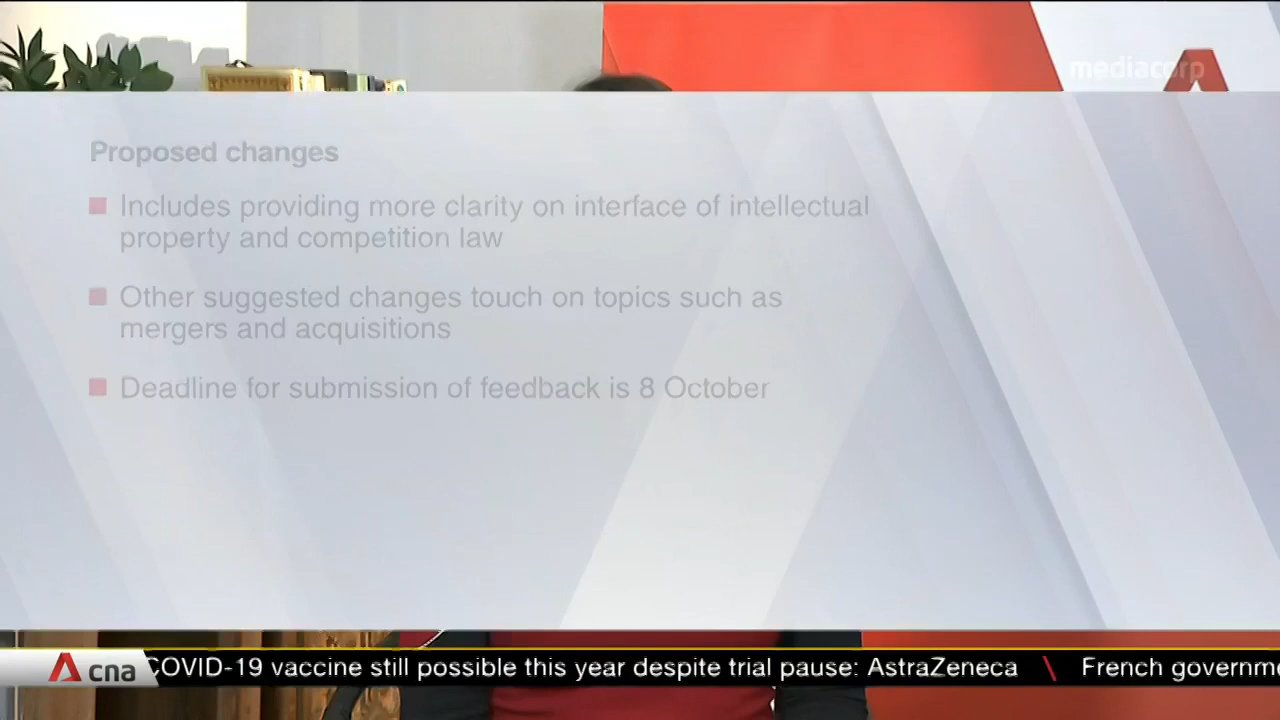 mediacorp
Proposed changes
Includes providing more clarity on interface of intellectual
property and competition law
Other suggested changes touch on topics such as
mergers and acquisitions
Deadline for submission of feedback is 8 October
cna
COVID-19 vaccine still possible this year despite trial pause: AstraZeneca \ French governme